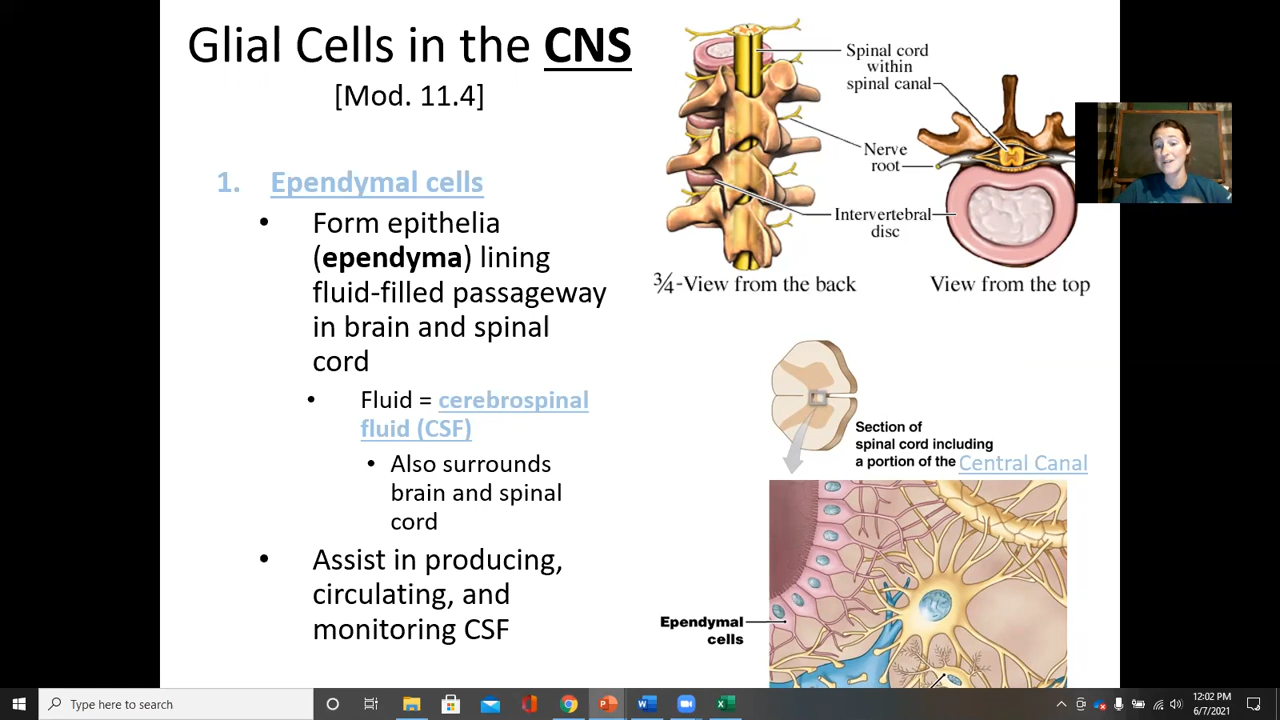 Glial Cells in the CNS
[Mod. 11.4]
1. Ependymal cells
• Form epithelia
(ependyma) lining
fluid-filled passageway
in brain and spinal
cord
• Fluid = cerebrospinal
fluid (CSF)
• Also surrounds
brain and spinal
cord
• Assist in producing,
circulating, and
monitoring CSF
Spinal cord
within
spinal canal
Nerve
root
Intervertebral
disc
¾-View from the back
View from the top
Section of
spinal cord including
a portion of the Central Canal
Ependymal
cells
Type here to search
12:02 PM
6/7/2021